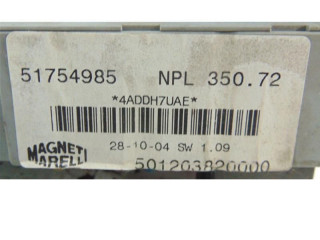 51754985 NPL 350.72
*4ADDH7UAE*
28-10-04 SW 1.09
MAGNETI
MARELLI
501203820000